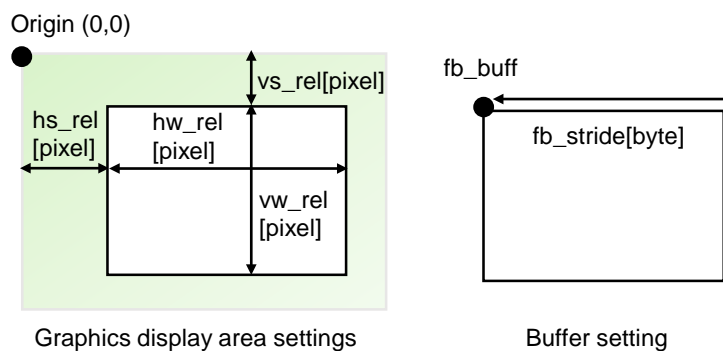 Origin (0,0)
vs_rel[pixel]
hs_rel
[pixel]
hw_rel
[pixel]
vw_rel
[pixel]
Graphics display area settings
fb_buff
fb_stride[byte]
Buffer setting